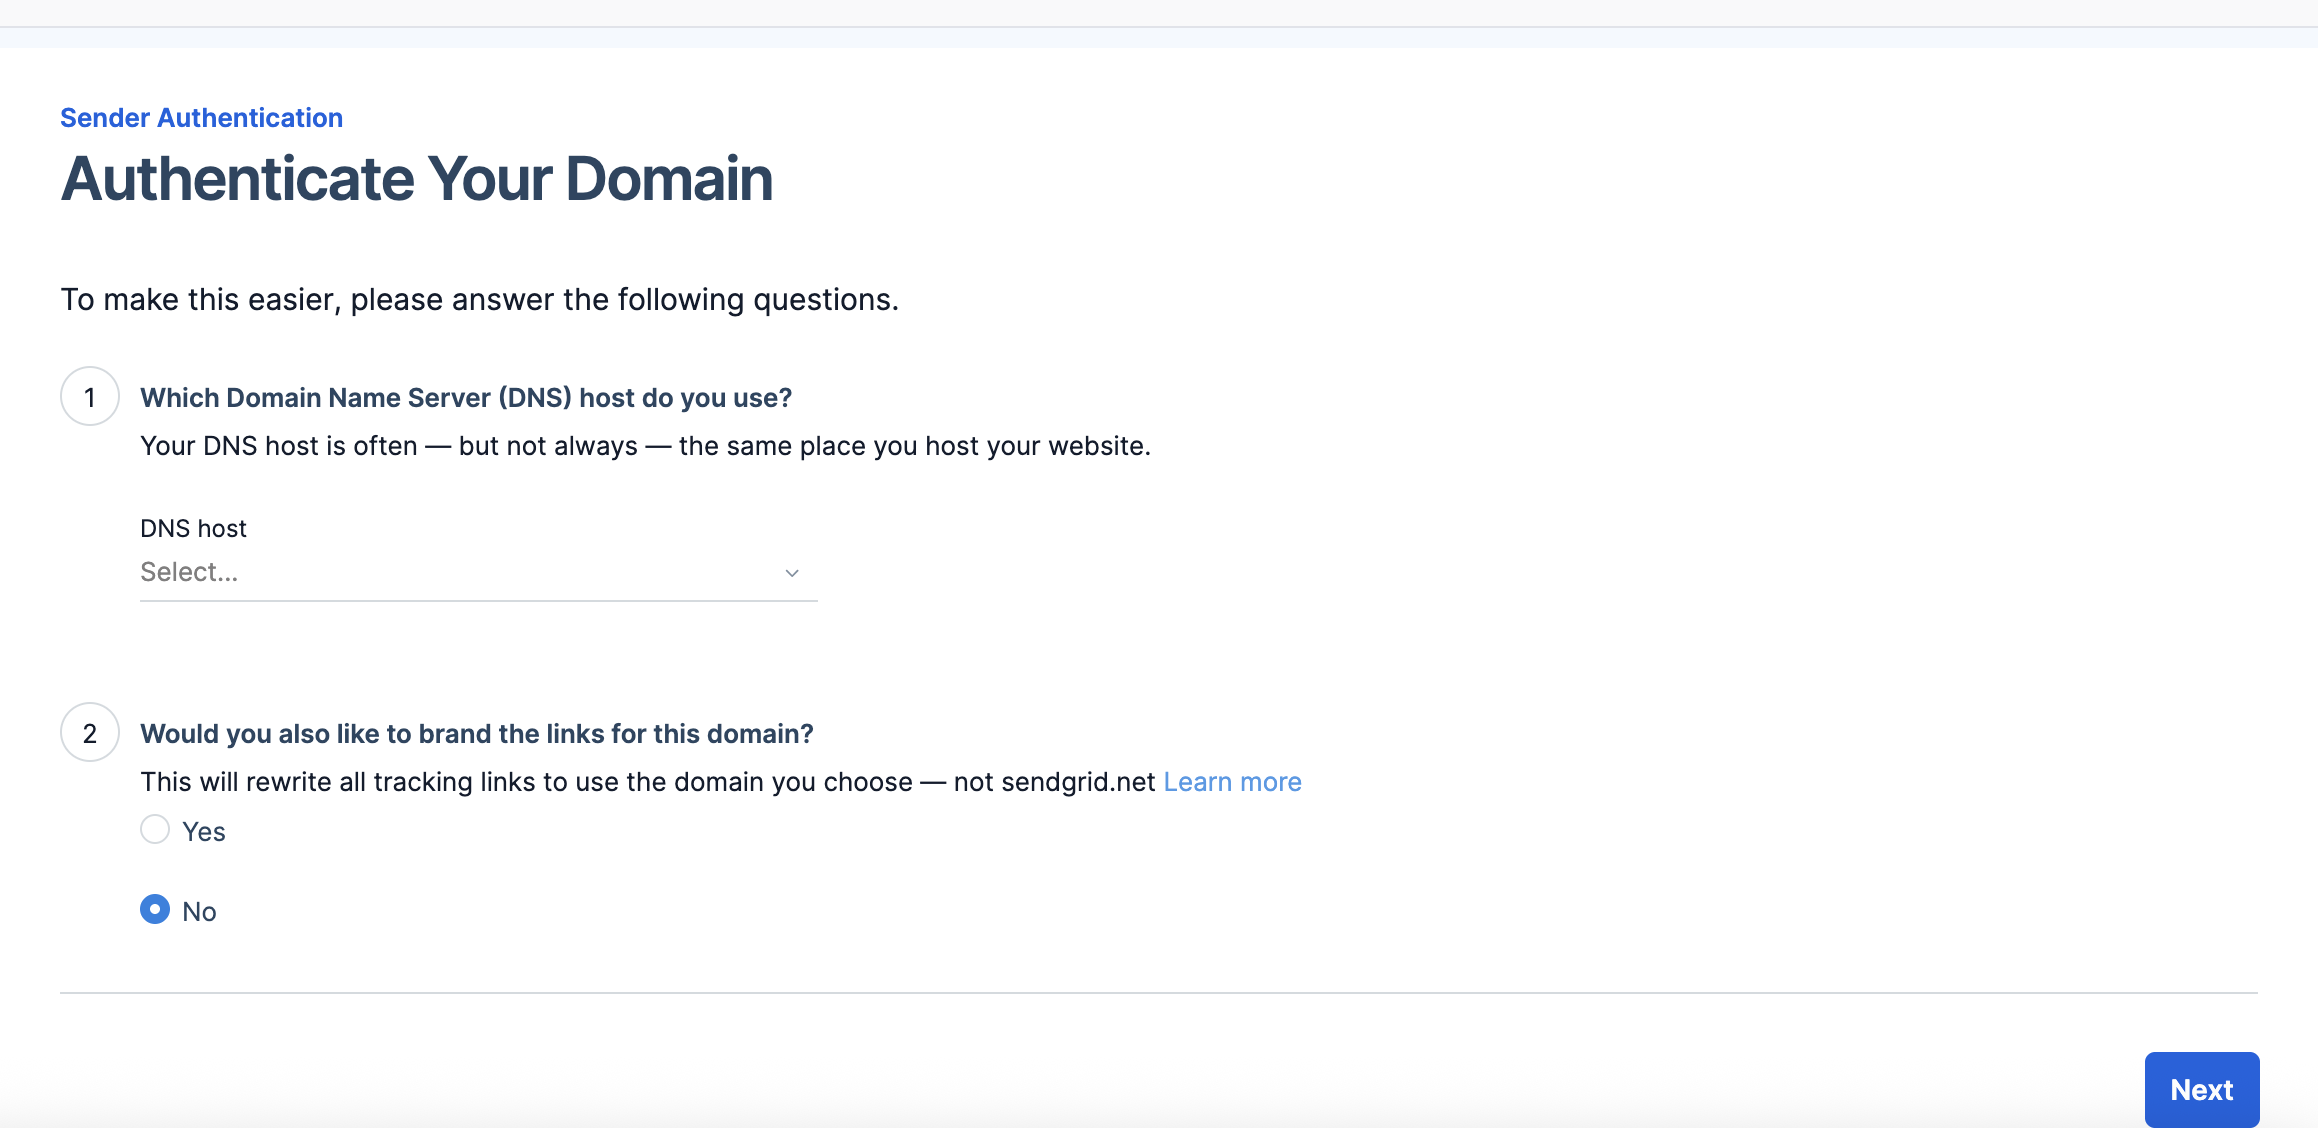 Sender Authentication
Authenticate Your Domain
To make this easier, please answer the following questions.
1
Which Domain Name Server (DNS) host do you use?
Your DNS host is often — but not always — the same place you host your website.
DNS host
Select...
2
Would you also like to brand the links for this domain?
This will rewrite all tracking links to use the domain you choose — not sendgrid.net Learn more
Yes
No
Next